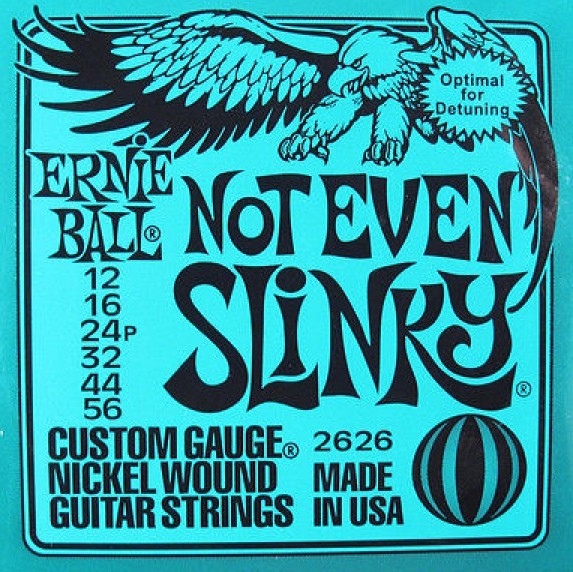 Optimal
for
Detuning
ERNIE
BALL®
NOT EVEN
SLINKY®
12
16
24P
32
44
56
CUSTOM GAUGE®
NICKEL WOUND
GUITAR STRINGS
2626
MADE
IN USA